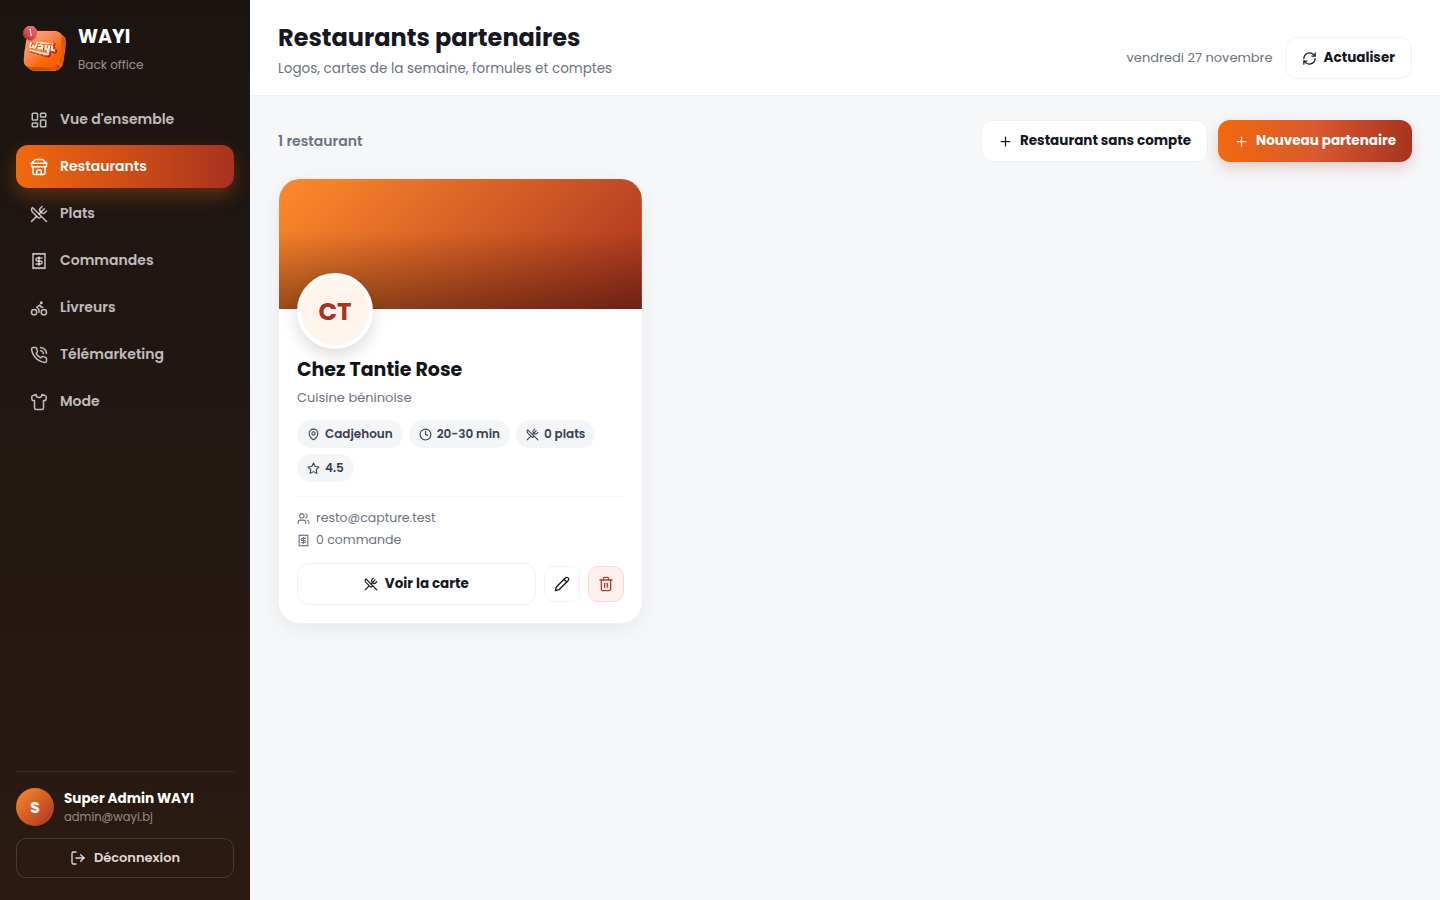 WAYI
Back office
Vue d'ensemble
Restaurants
Plats
Commandes
Livreurs
Télémarketing
Mode
S
Super Admin WAYI
admin@wayi.bj
Déconnexion
Restaurants partenaires
Logos, cartes de la semaine, formules et comptes
vendredi 27 novembre
Actualiser
1 restaurant
Restaurant sans compte
Nouveau partenaire
CT
Chez Tantie Rose
Cuisine béninoise
Cadjehoun
20-30 min
0 plats
4.5
resto@capture.test
0 commande
Voir la carte